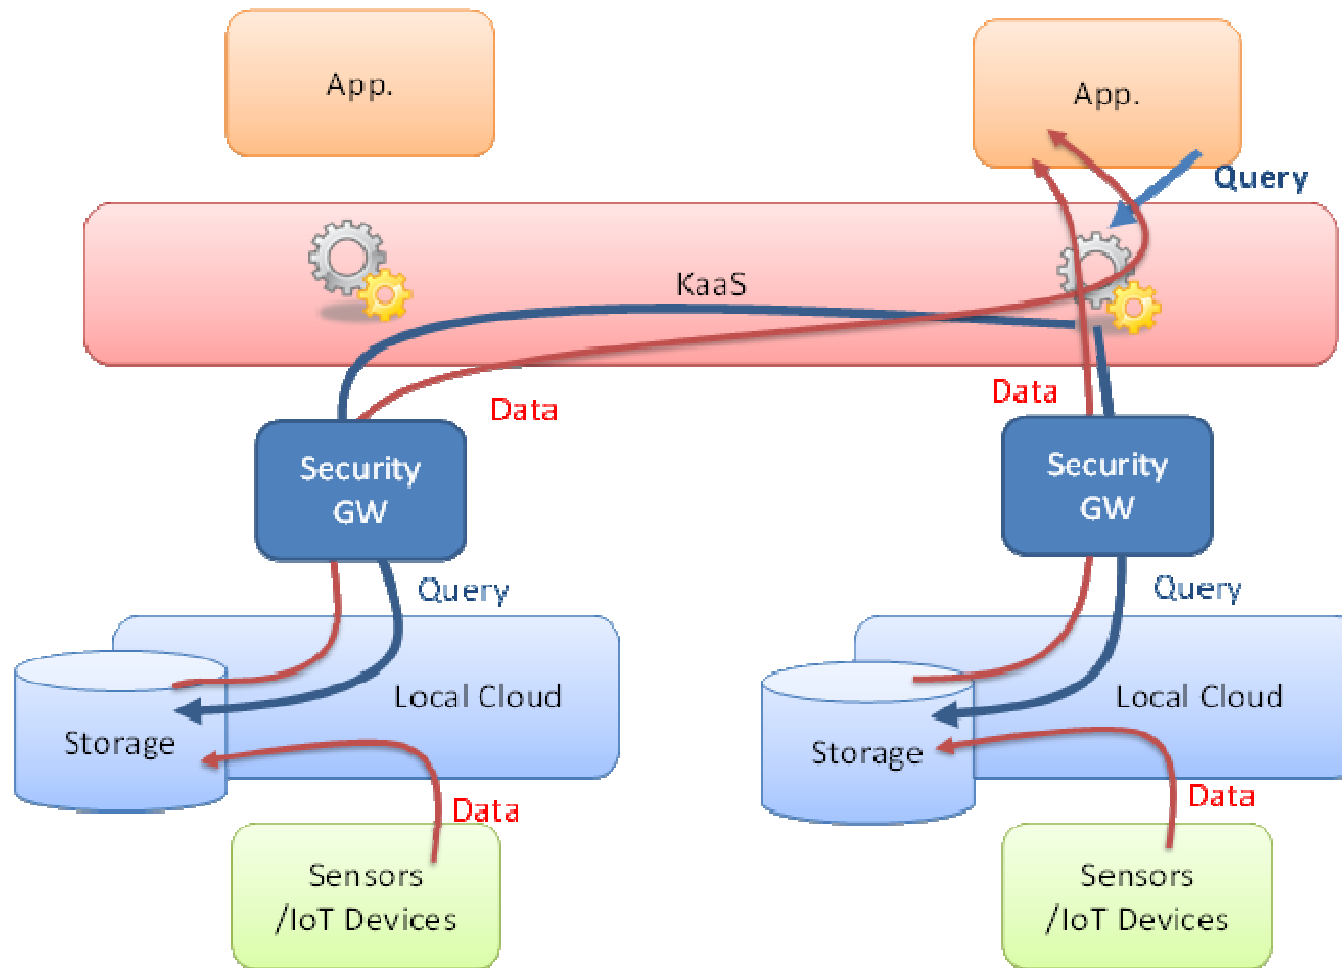 App.
App.
Query
KaaS
Data
Data
Security
GW
Security
GW
Query
Query
Local Cloud
Local Cloud
Storage
Storage
Data
Data
Sensors
/IoT Devices
Sensors
/IoT Devices